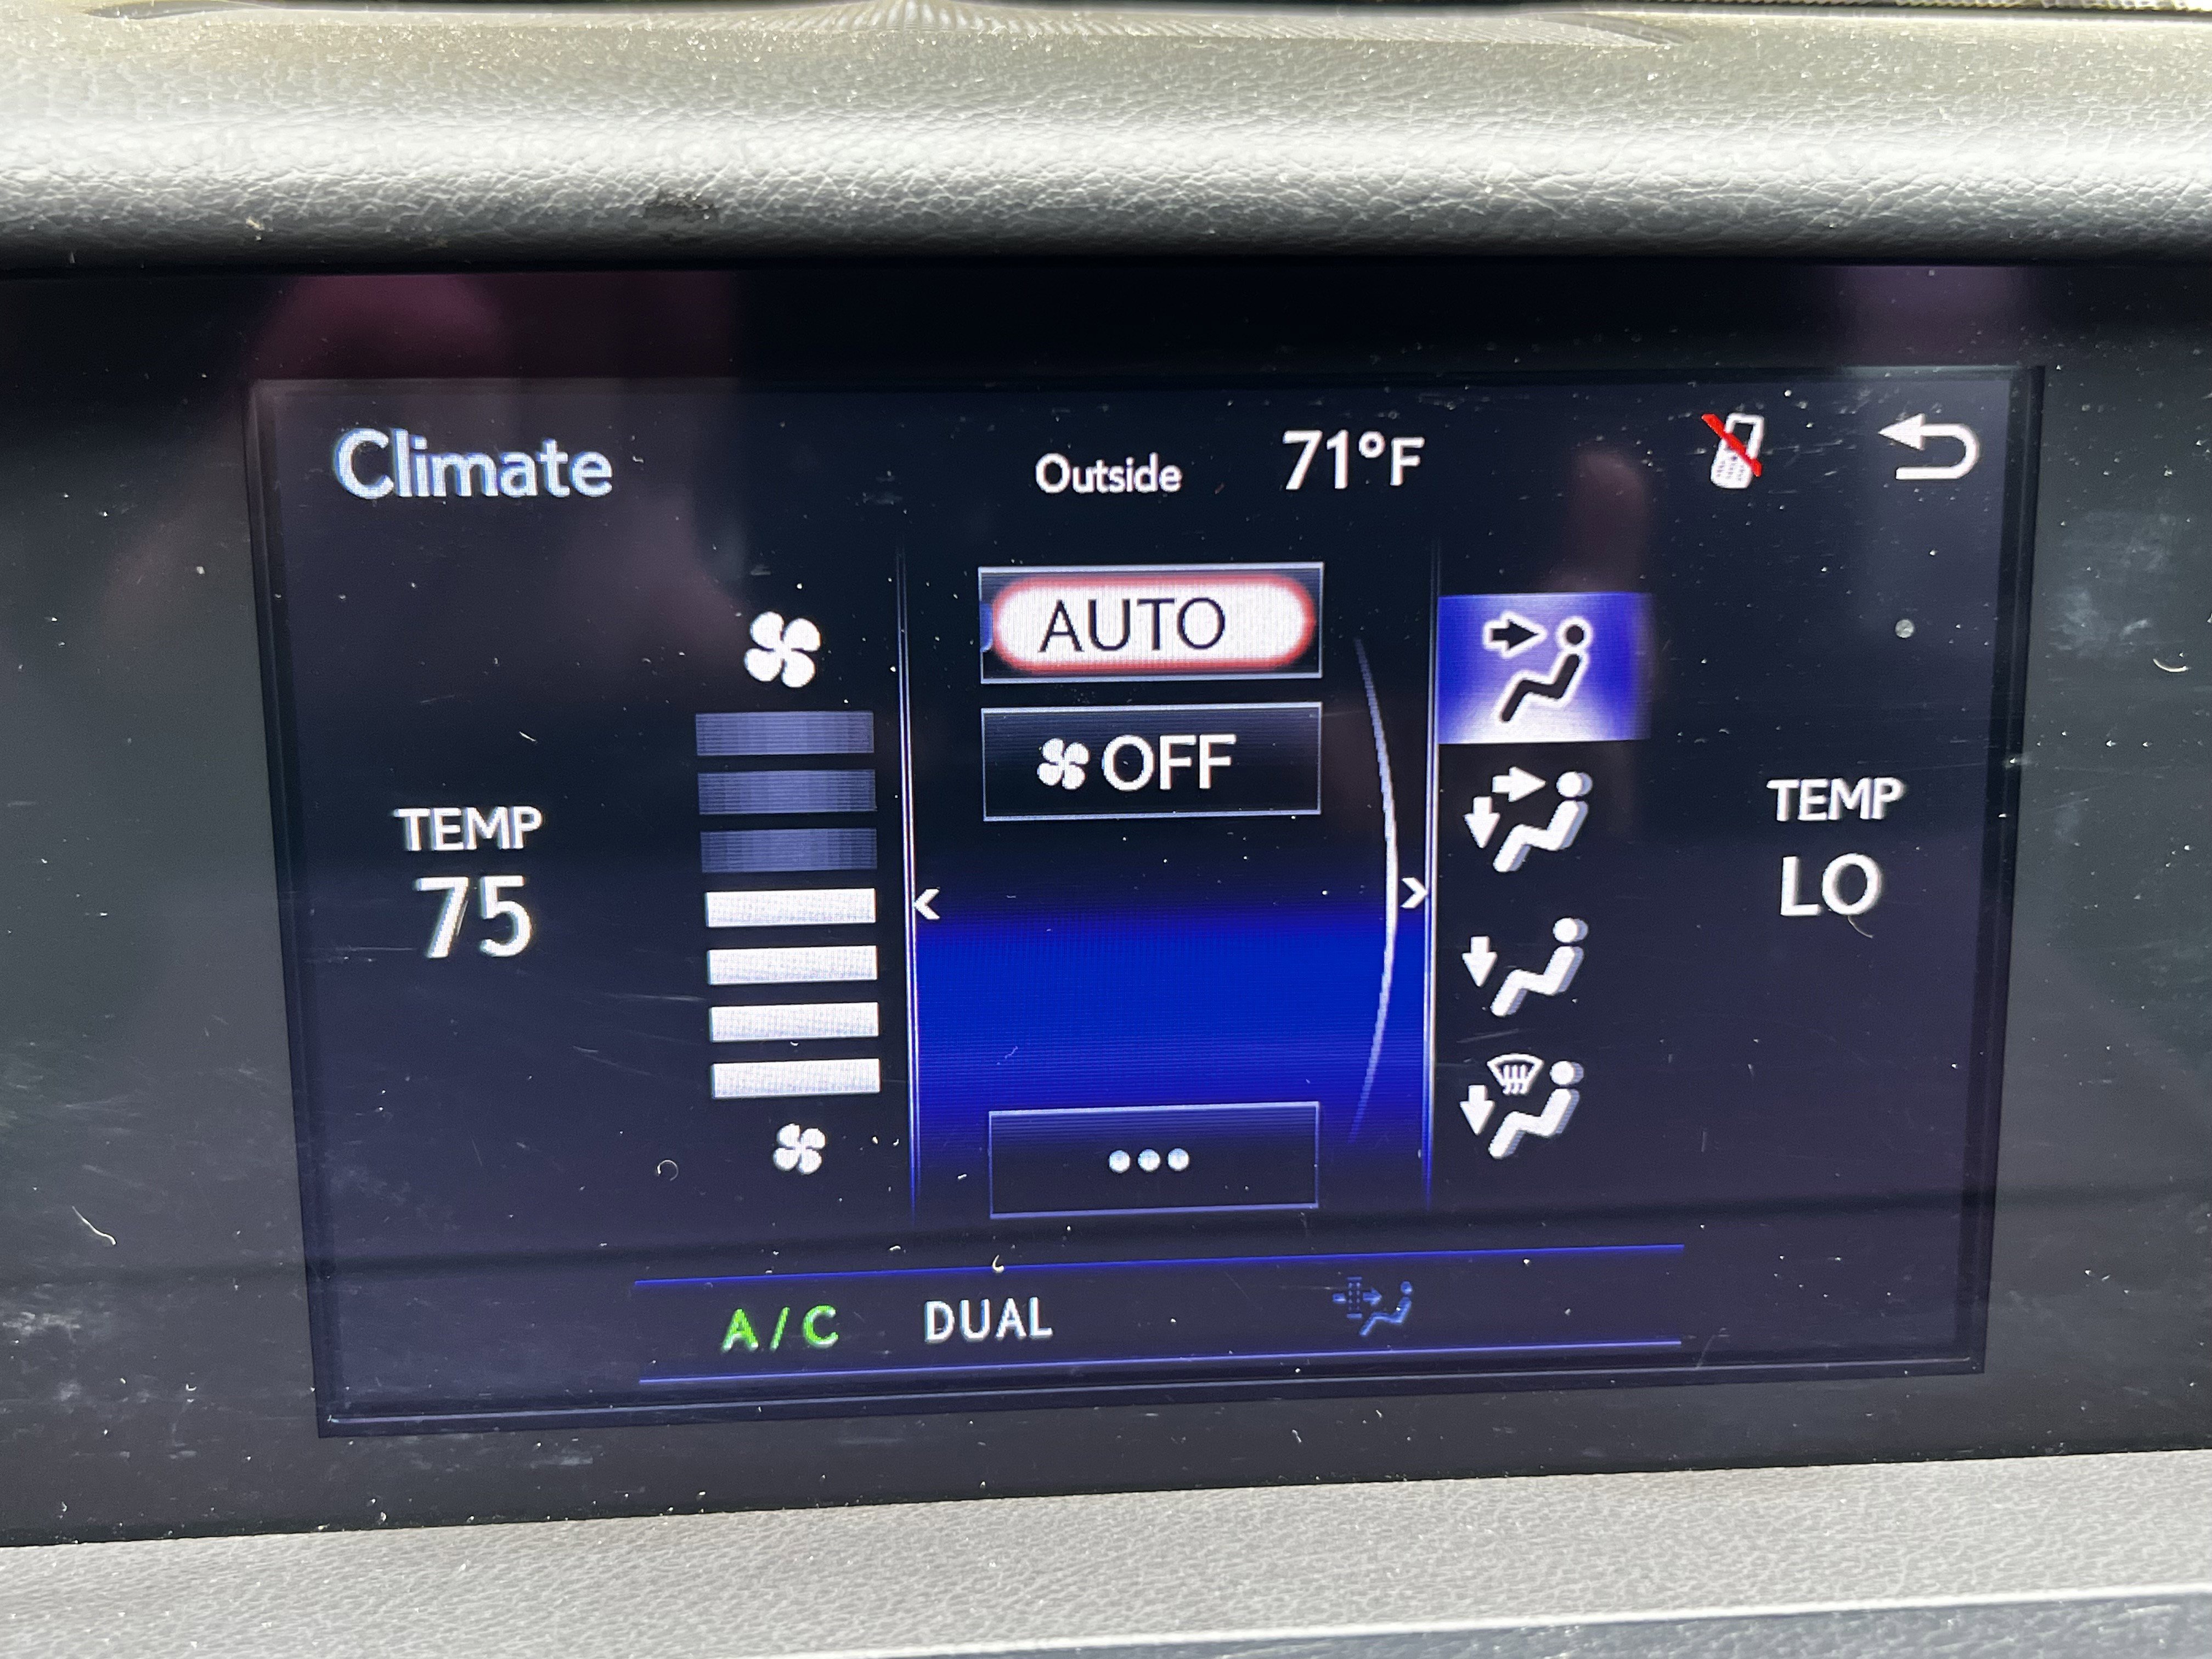 Climate
Outside 71°F
AUTO
OFF
TEMP
75
TEMP
LO
A/C DUAL